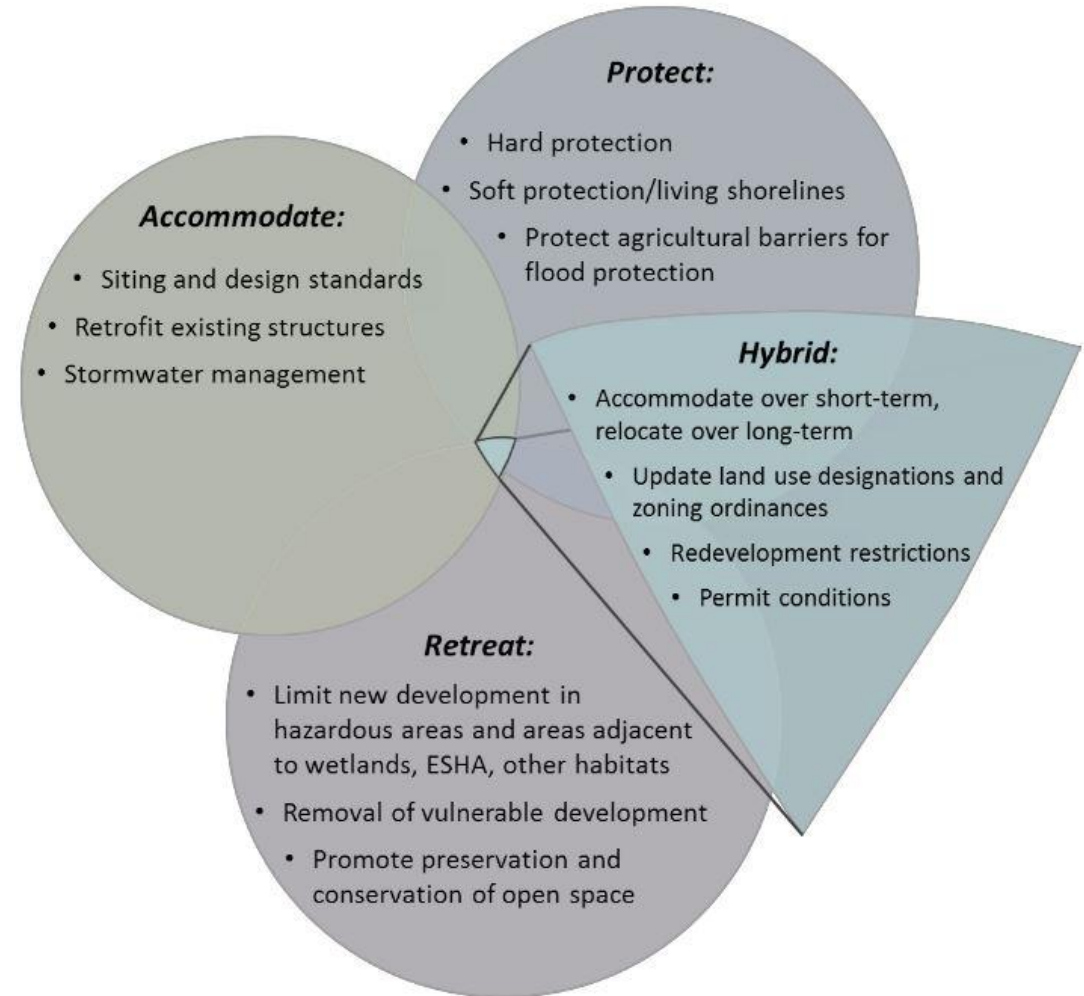 Protect:
• Hard protection
• Soft protection/living shorelines
• Protect agricultural barriers for
flood protection
Accommodate:
• Siting and design standards
• Retrofit existing structures
• Stormwater management
Hybrid:
• Accommodate over short-term,
relocate over long-term
• Update land use designations and
zoning ordinances
• Redevelopment restrictions
• Permit conditions
Retreat:
• Limit new development in
hazardous areas and areas adjacent
to wetlands, ESHA, other habitats
• Removal of vulnerable development
• Promote preservation and
conservation of open space